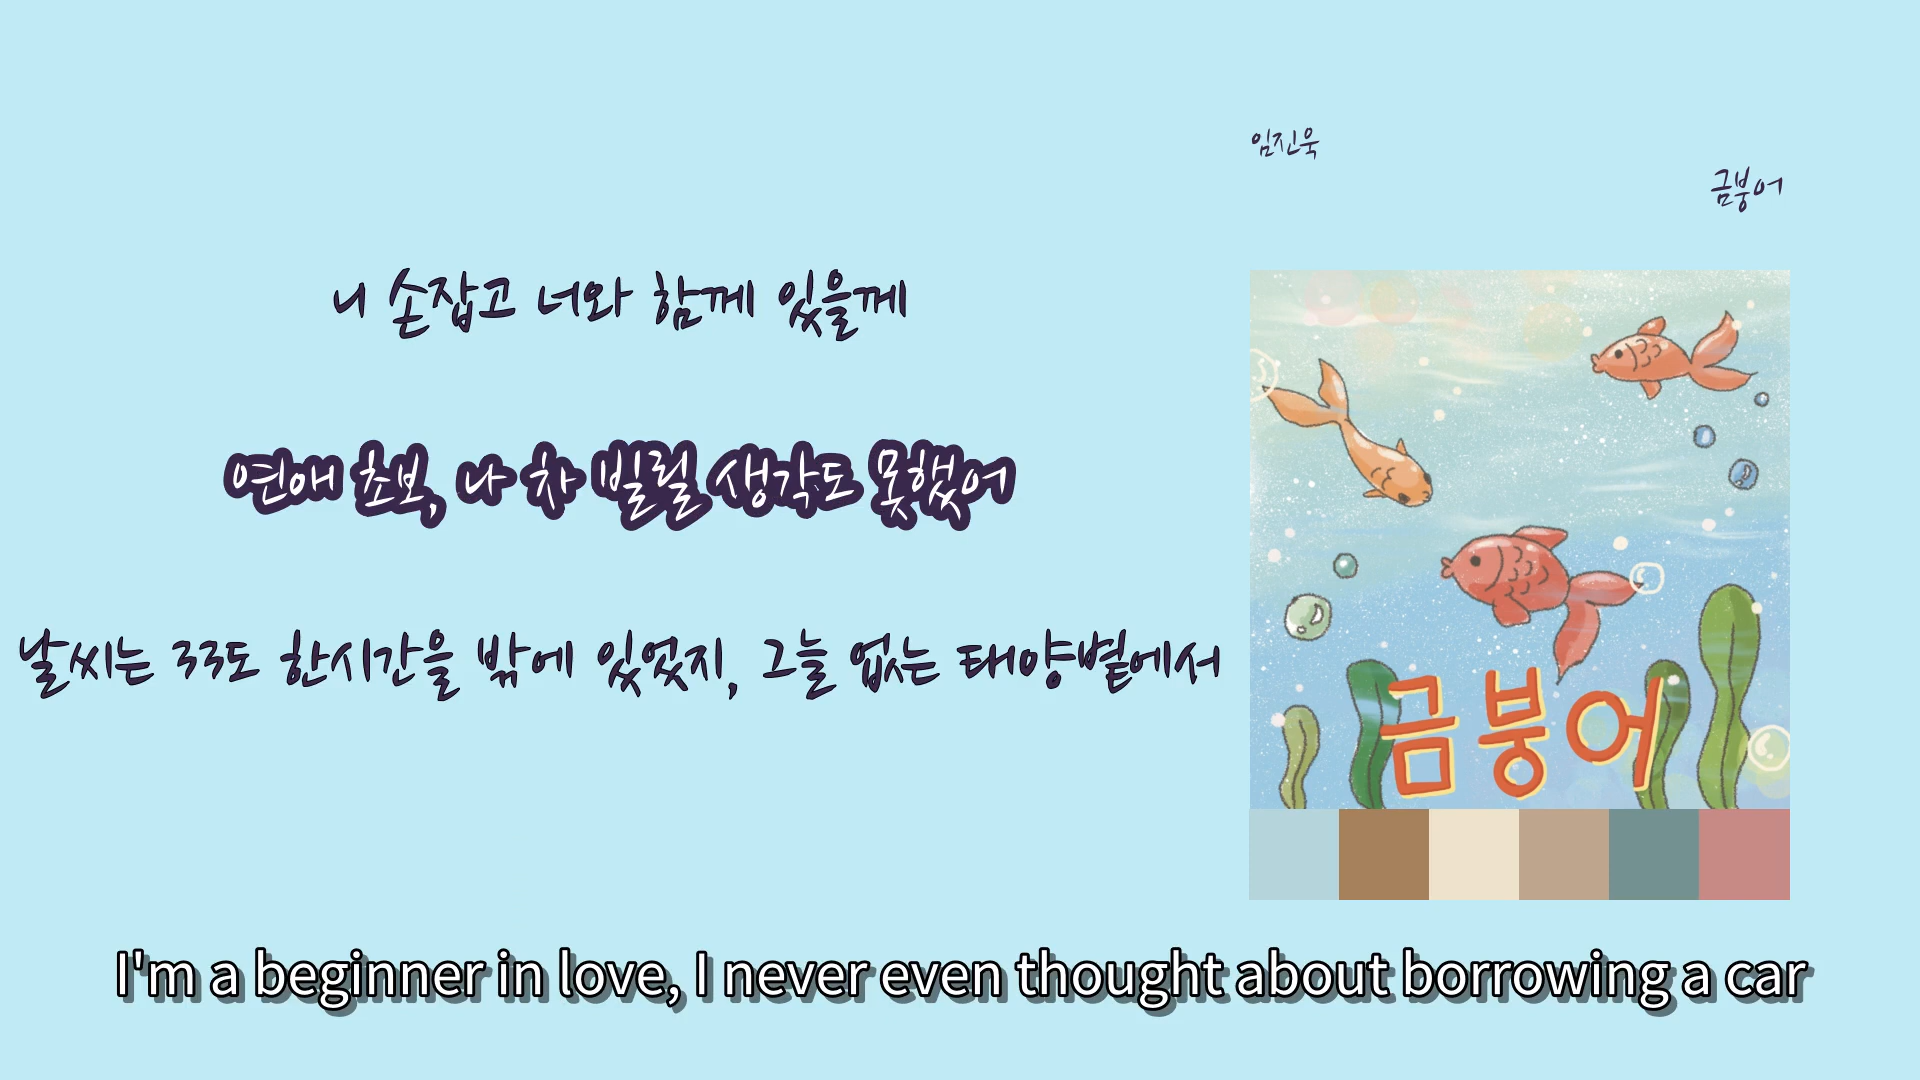 임진욱
금붕어
니 손잡고 너와 함께 있을께
연애 초보, 나 차 빌릴 생각도 못했어
날씨는 33도 한시간을 밖에 있었지, 그늘 없는 태양볕에서
금붕어
I'm a beginner in love, I never even thought about borrowing a car